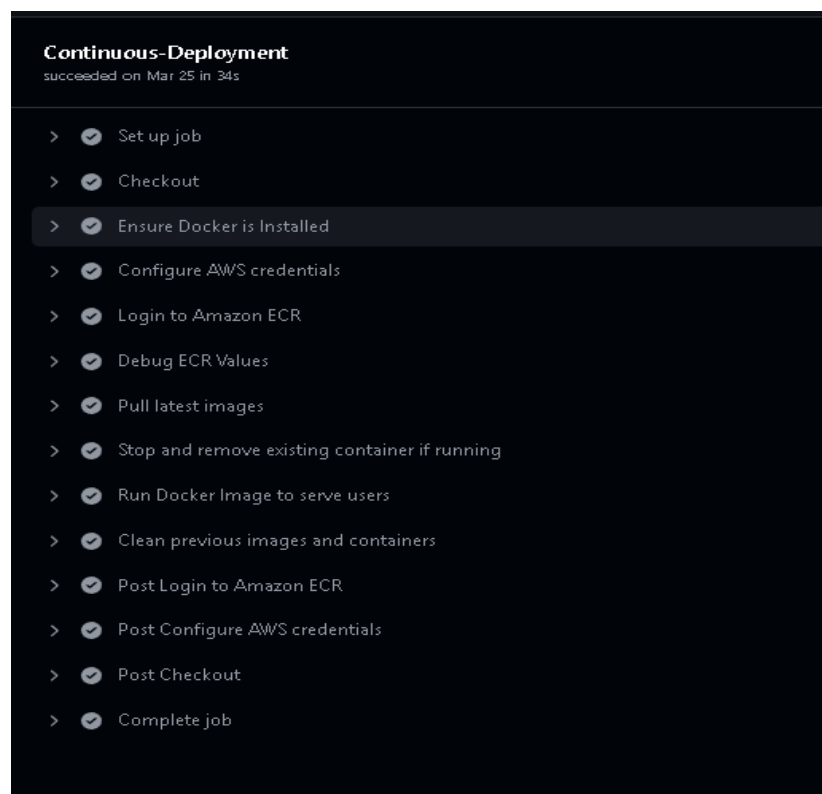 Continuous-Deployment
succeeded on Mar 25 in 34s
Set up job
Checkout
Ensure Docker is Installed
Configure AWS credentials
Login to Amazon ECR
Debug ECR Values
Pull latest images
Stop and remove existing container if running
Run Docker Image to serve users
Clean previous images and containers
Post Login to Amazon ECR
Post Configure AWS credentials
Post Checkout
Complete job